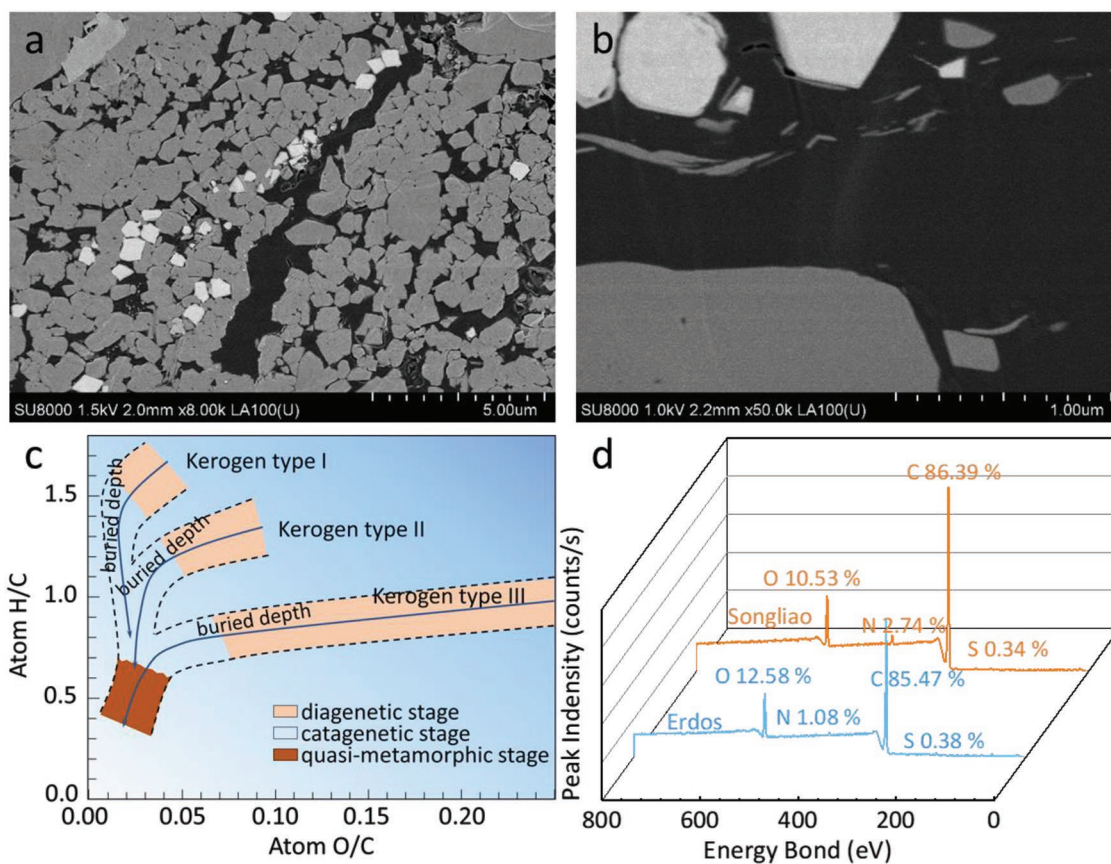 a
SU8000 1.5kV 2.0mm x8.00k LA100(U) 5.00um
b
SU8000 1.0kV 2.2mm x50.0k LA100(U) 1.00um
c
Kerogen type I
buried depth
Kerogen type II
buried depth
Kerogen type III
buried depth
diagenetic stage
catagenetic stage
quasi-metamorphic stage
Atom H/C
1.5
1.0
0.5
0.0
0.00 0.05 0.10 0.15 0.20
Atom O/C
d
C 86.39 %
O 10.53 %
Songliao
N 2.74 %
S 0.34 %
O 12.58 %
C 85.47 %
Erdos
N 1.08 %
S 0.38 %
Peak Indensity (counts/s)
800 600 400 200 0
Energy Bond (eV)